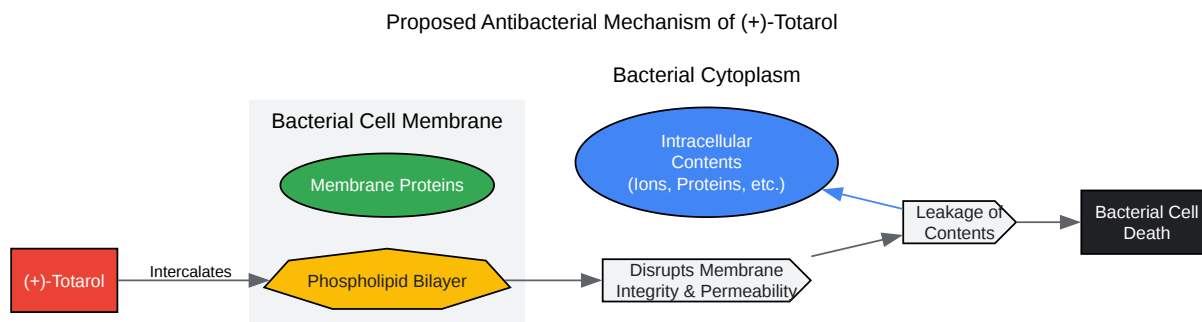 Proposed Antibacterial Mechanism of (+)-Totarol
Bacterial Cytoplasm
Bacterial Cell Membrane
Intracellular
Contents
(Ions, Proteins, etc.)
Membrane Proteins
Leakage of
Contents
Bacterial Cell
Death
(+)-Totarol
Intercalates
Phospholipid Bilayer
Disrupts Membrane
Integrity & Permeability